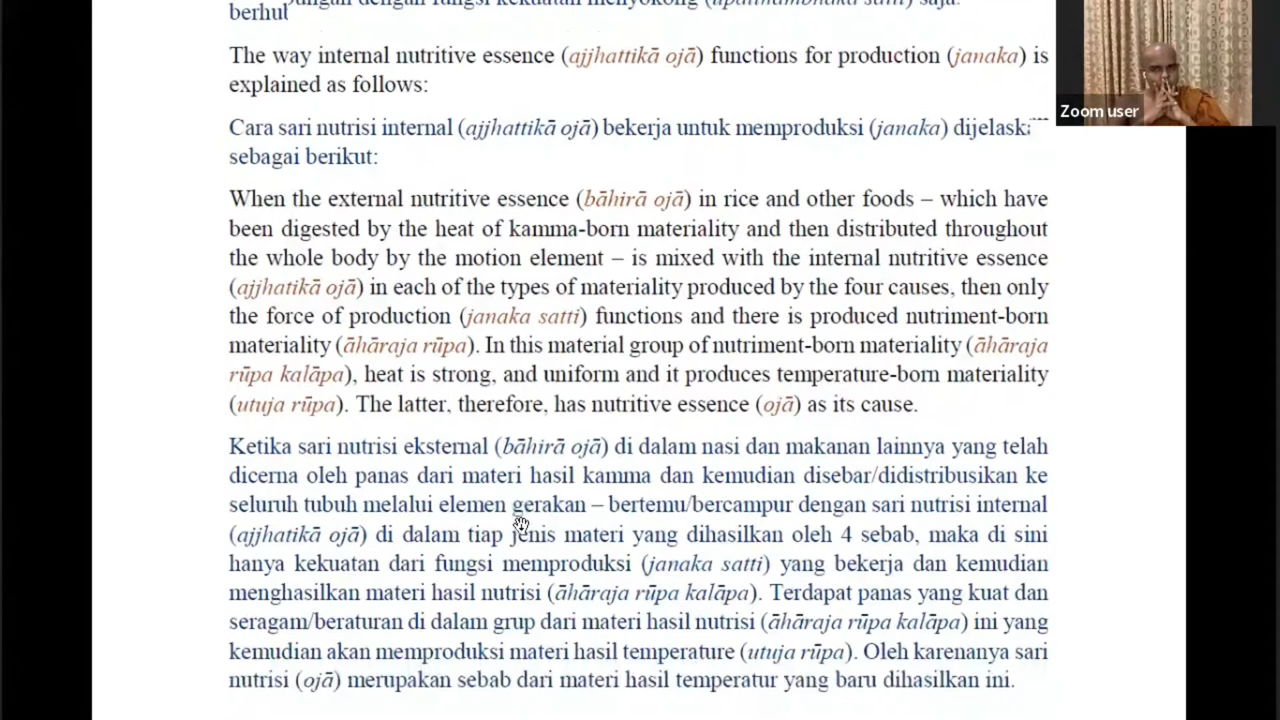 dengan fungsi kekuatan menyokong (upatthambhaka satti) saja.
berhut
The way internal nutritive essence (ajjhattikā ojā) functions for production (janaka) is
explained as follows:
Cara sari nutrisi internal (ajjhattikā ojā) bekerja untuk memproduksi (janaka)
sebagai berikut:
When the external nutritive essence (bāhirā ojā) in rice and other foods – which have
been digested by the heat of kamma-born materiality and then distributed throughout
the whole body by the motion element – is mixed with the internal nutritive essence
(ajjhatikā ojā) in each of the types of materiality produced by the four causes, then only
the force of production (janaka satti) functions and there is produced nutriment-born
materiality (āhāraja rūpa). In this material group of nutriment-born materiality (āhāraja
rūpa kalāpa), heat is strong, and uniform and it produces temperature-born materiality
(utuja rūpa). The latter, therefore, has nutritive essence (ojā) as its cause.
Ketika sari nutrisi eksternal (bāhirā ojā) di dalam nasi dan makanan lainnya yang telah
dicerna oleh panas dari materi hasil kamma dan kemudian disebar/didistribusikan ke
seluruh tubuh melalui elemen gerakan – bertemu/bercampur dengan sari nutrisi internal
(ajjhatikā ojā) di dalam tiap jenis materi yang dihasilkan oleh 4 sebab, maka di sini
hanya kekuatan dari fungsi memproduksi (janaka satti) yang bekerja dan kemudian
menghasilkan materi hasil nutrisi (āhāraja rūpa kalāpa). Terdapat panas yang kuat dan
seragam/beraturan di dalam grup dari materi hasil nutrisi (āhāraja rūpa kalāpa) ini yang
kemudian akan memproduksi materi hasil temperature (utuja rūpa). Oleh karenanya sari
nutrisi (ojā) merupakan sebab dari materi hasil temperatur yang baru dihasilkan ini.
Zoom user